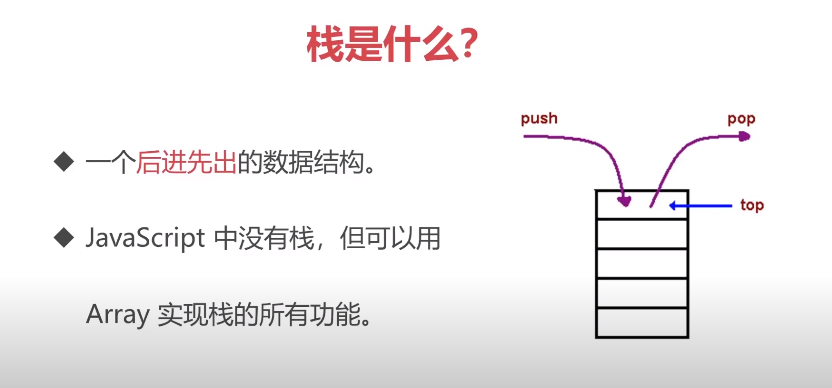 栈是什么？
push
pop
top
◆ 一个后进先出的数据结构。
◆ JavaScript 中没有栈，但可以用
Array 实现栈的所有功能。